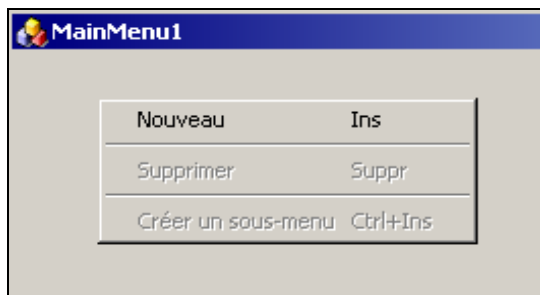 MainMenu1
Nouveau Ins
Supprimer Suppr
Créer un sous-menu Ctrl+Ins